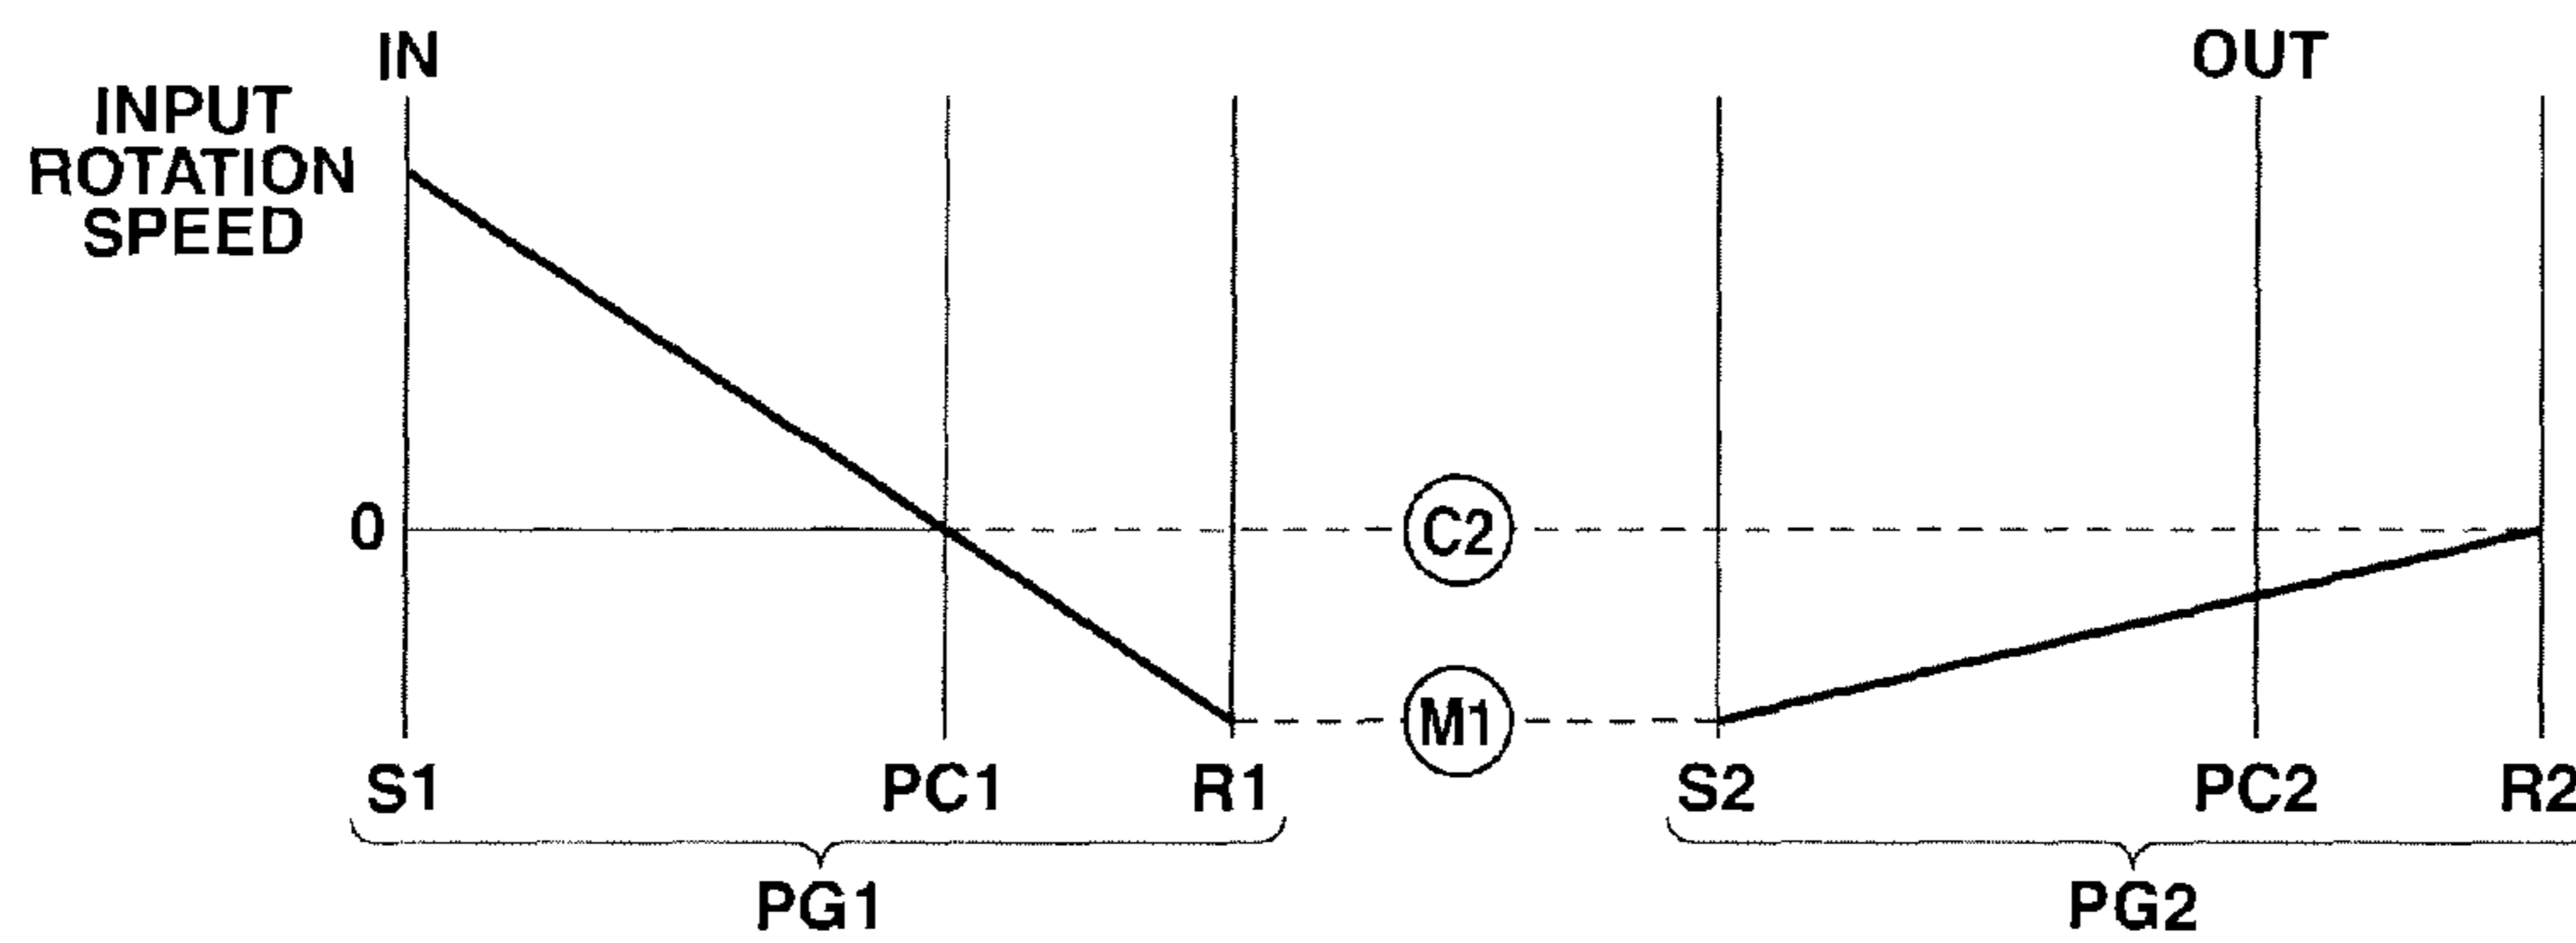 IN
OUT
INPUT
ROTATION
SPEED
0
C2
M1
S1
PC1
R1
S2
PC2
R2
PG1
PG2